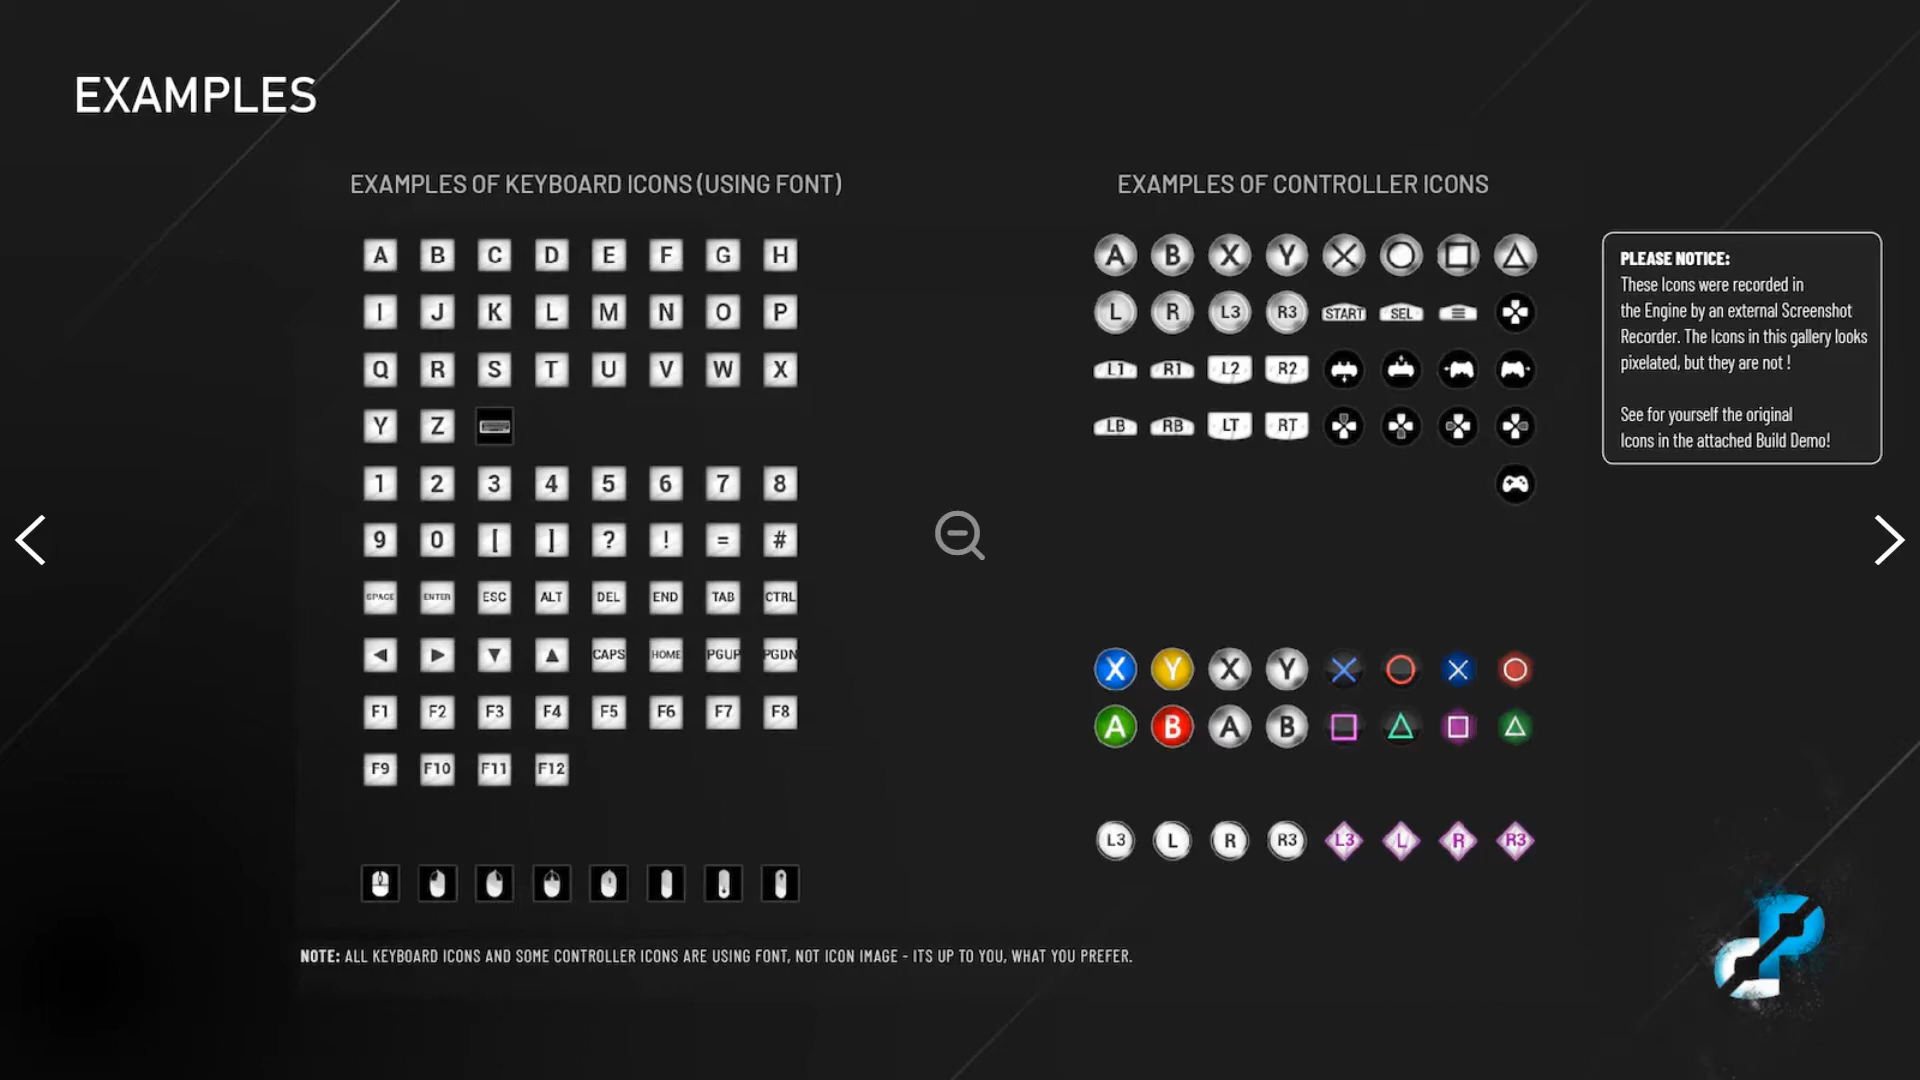 EXAMPLES
EXAMPLES OF KEYBOARD ICONS (USING FONT)
A B C D E F G H
I J K L M N O P
Q R S T U V W X
Y Z
1 2 3 4 5 6 7 8
9 0 [ ] ? ! = #
SPACE ENTER ESC ALT DEL END TAB CTRL
CAPS HOME PGUP PGDN
F1 F2 F3 F4 F5 F6 F7 F8
F9 F10 F11 F12
EXAMPLES OF CONTROLLER ICONS
A B X Y
L R L3 R3 START SEL
L1 R1 L2 R2
LB RB LT RT
X Y X Y
A B A B
L3 L R R3 L3 L R R3
PLEASE NOTICE:
These Icons were recorded in
the Engine by an external Screenshot
Recorder. The Icons in this gallery looks
pixelated, but they are not !
See for yourself the original
Icons in the attached Build Demo!
NOTE: ALL KEYBOARD ICONS AND SOME CONTROLLER ICONS ARE USING FONT, NOT ICON IMAGE - ITS UP TO YOU, WHAT YOU PREFER.